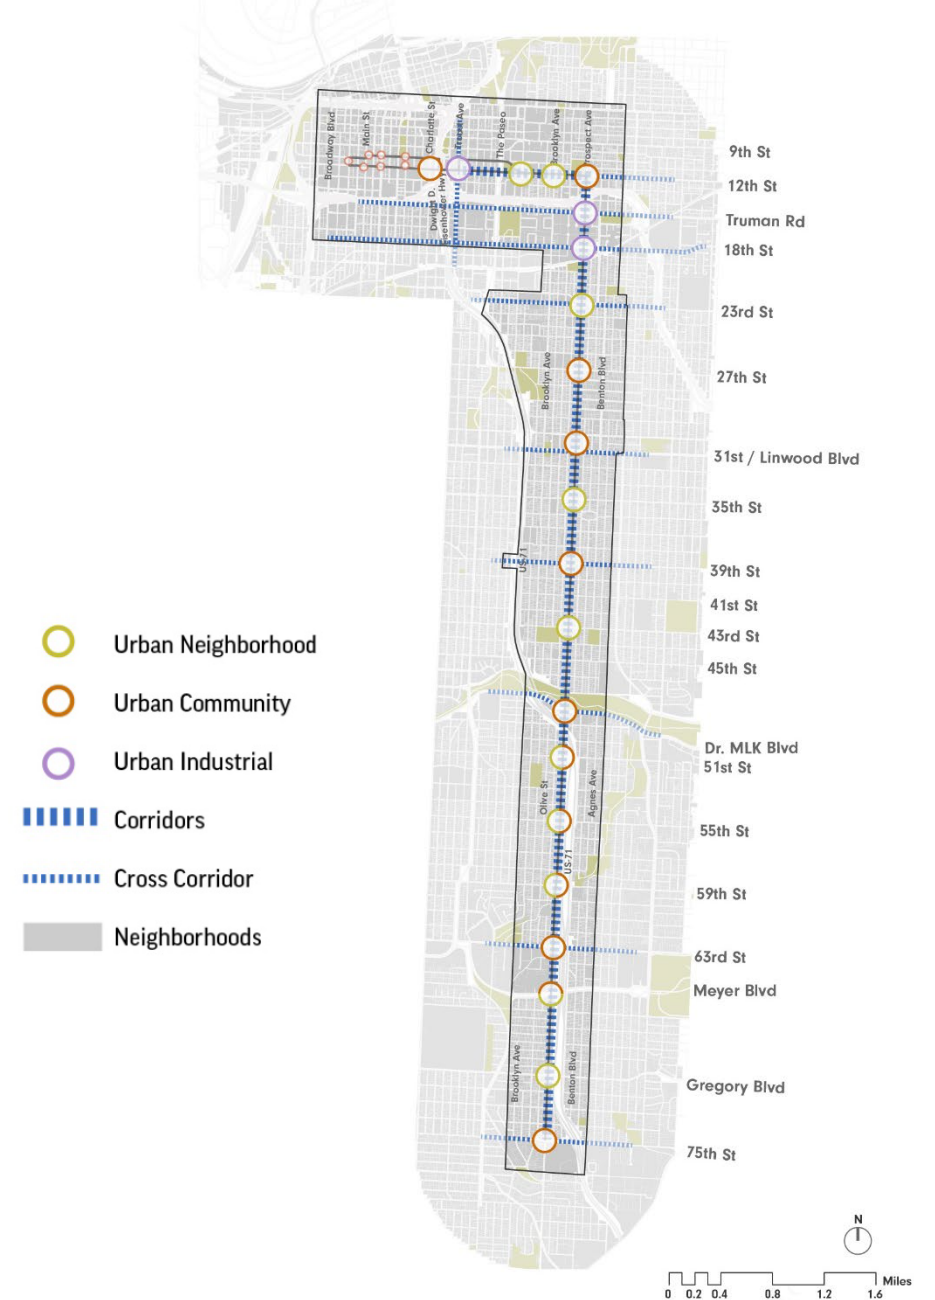 Broadway Blvd.
Main St
Charlotte St
The Paseo
Brooklyn Ave
Prospect Ave
Dwight D.
Eisenhower Hwy
9th St
12th St
Truman Rd
18th St
23rd St
Brooklyn Ave
Benton Blvd
27th St
31st / Linwood Blvd
35th St
US-71
39th St
41st St
43rd St
45th St
Urban Neighborhood
Urban Community
Urban Industrial
Corridors
Cross Corridor
Neighborhoods
Dr. MLK Blvd
51st St
Olive St
Agnes Ave
55th St
US-71
59th St
63rd St
Meyer Blvd
Brooklyn Ave
Benton Blvd
Gregory Blvd
75th St
N
Miles
0 0.2 0.4 0.8 1.2 1.6